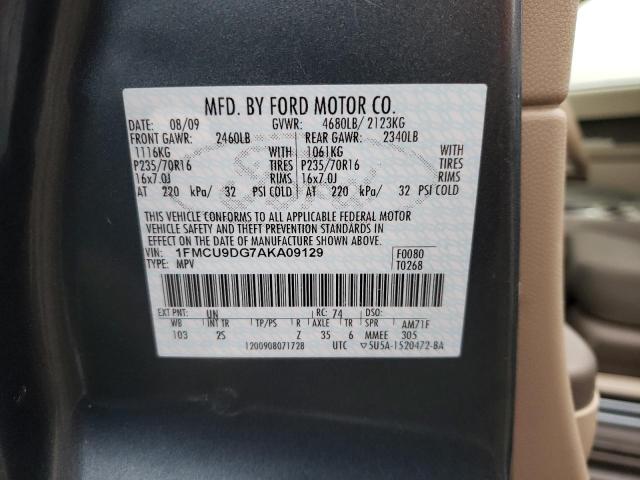 MFD. BY FORD MOTOR CO.
DATE: 08/09 GVWR: 4680LB/ 2123KG
FRONT GAWR: 2460LB REAR GAWR: 2340LB
1116KG WITH 1061KG WITH
P235/70R16 TIRES P235/70R16 TIRES
16x7.0J RIMS 16x7.0J RIMS
AT 220 kPa/ 32 PSI COLD AT 220 kPa/ 32 PSI COLD
THIS VEHICLE CONFORMS TO ALL APPLICABLE FEDERAL MOTOR
VEHICLE SAFETY AND THEFT PREVENTION STANDARDS IN
EFFECT ON THE DATE OF MANUFACTURE SHOWN ABOVE.
VIN: 1FMCU9DG7AKA09129 F0080
TYPE: MPV T0268
EXT PNT: UN RC: 74 DSO:
WB INT TR TP/PS R AXLE TR SPR AM71F
103 2S Z 35 6 MMEE 305
1200908071728 UTC 5U5A-1520472-BA